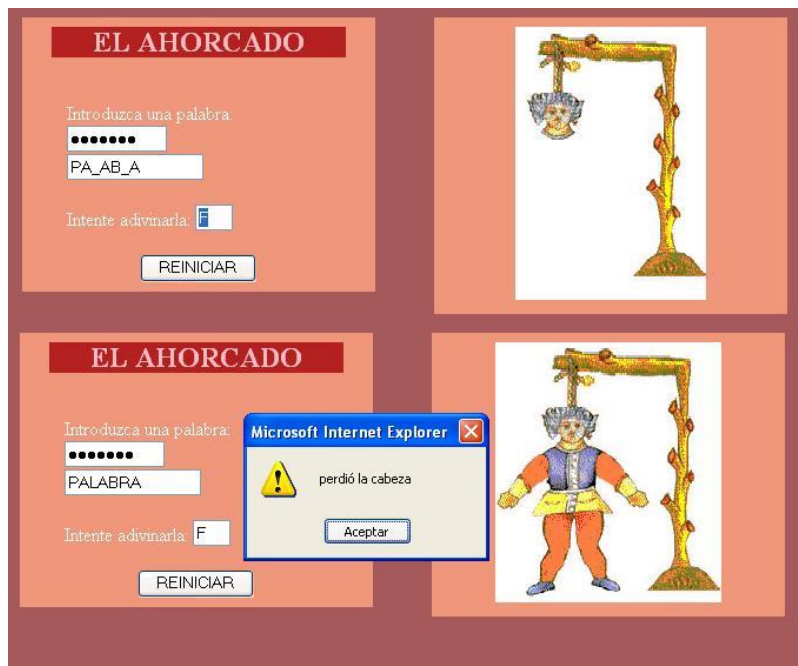 EL AHORCADO
Introduzca una palabra:
●●●●●●●
PA_AB_A
Intente adivinarla: F
REINICIAR
EL AHORCADO
Introduzca una palabra:
●●●●●●●
PALABRA
Intente adivinarla: F
REINICIAR
Microsoft Internet Explorer
perdió la cabeza
Aceptar